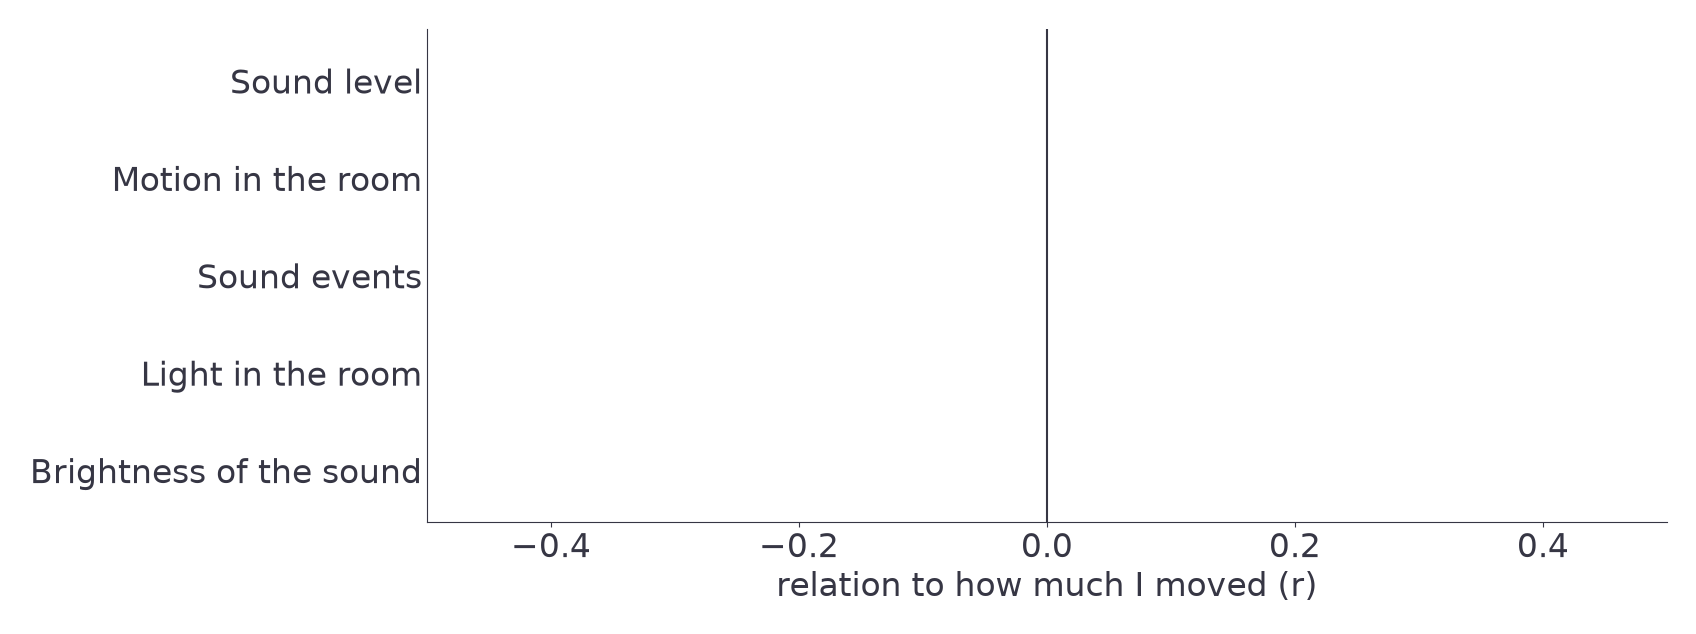 Sound level
Motion in the room
Sound events
Light in the room
Brightness of the sound
−0.4 −0.2 0.0 0.2 0.4
relation to how much I moved (r)